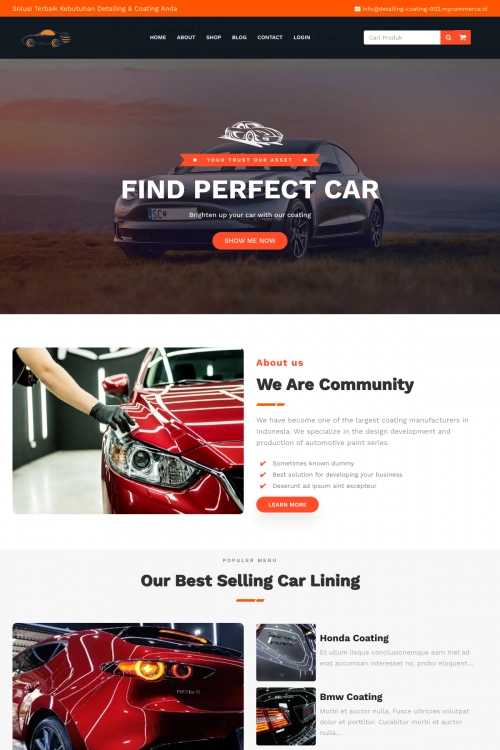 Solusi Terbaik Kebutuhan Detailing & Coating Anda
info@detailing-coating-002.mycommerce.id
HOME ABOUT SHOP BLOG CONTACT LOGIN
Cari Produk
YOUR TRUST OUR ASSET
FIND PERFECT CAR
Brighten up your car with our coating
SHOW ME NOW
About us
We Are Community
We have become one of the largest coating manufacturers in
Indonesia. We specialize in the design development and
production of automotive paint series.
Sometimes known dummy
Best solution for developing your business
Deserunt ad ipsum sint excepteur
LEARN MORE
POPULER MENU
Our Best Selling Car Lining
Honda Coating
Et ullum iisque conclusionemque eam mel ad
erat accumsan interesset no, probo eloquent...
Bmw Coating
Morbi et auctor nulla. Fusce ultricies volutpat
dolor et porttitor. Curabitur morbi et auctor
nulla...